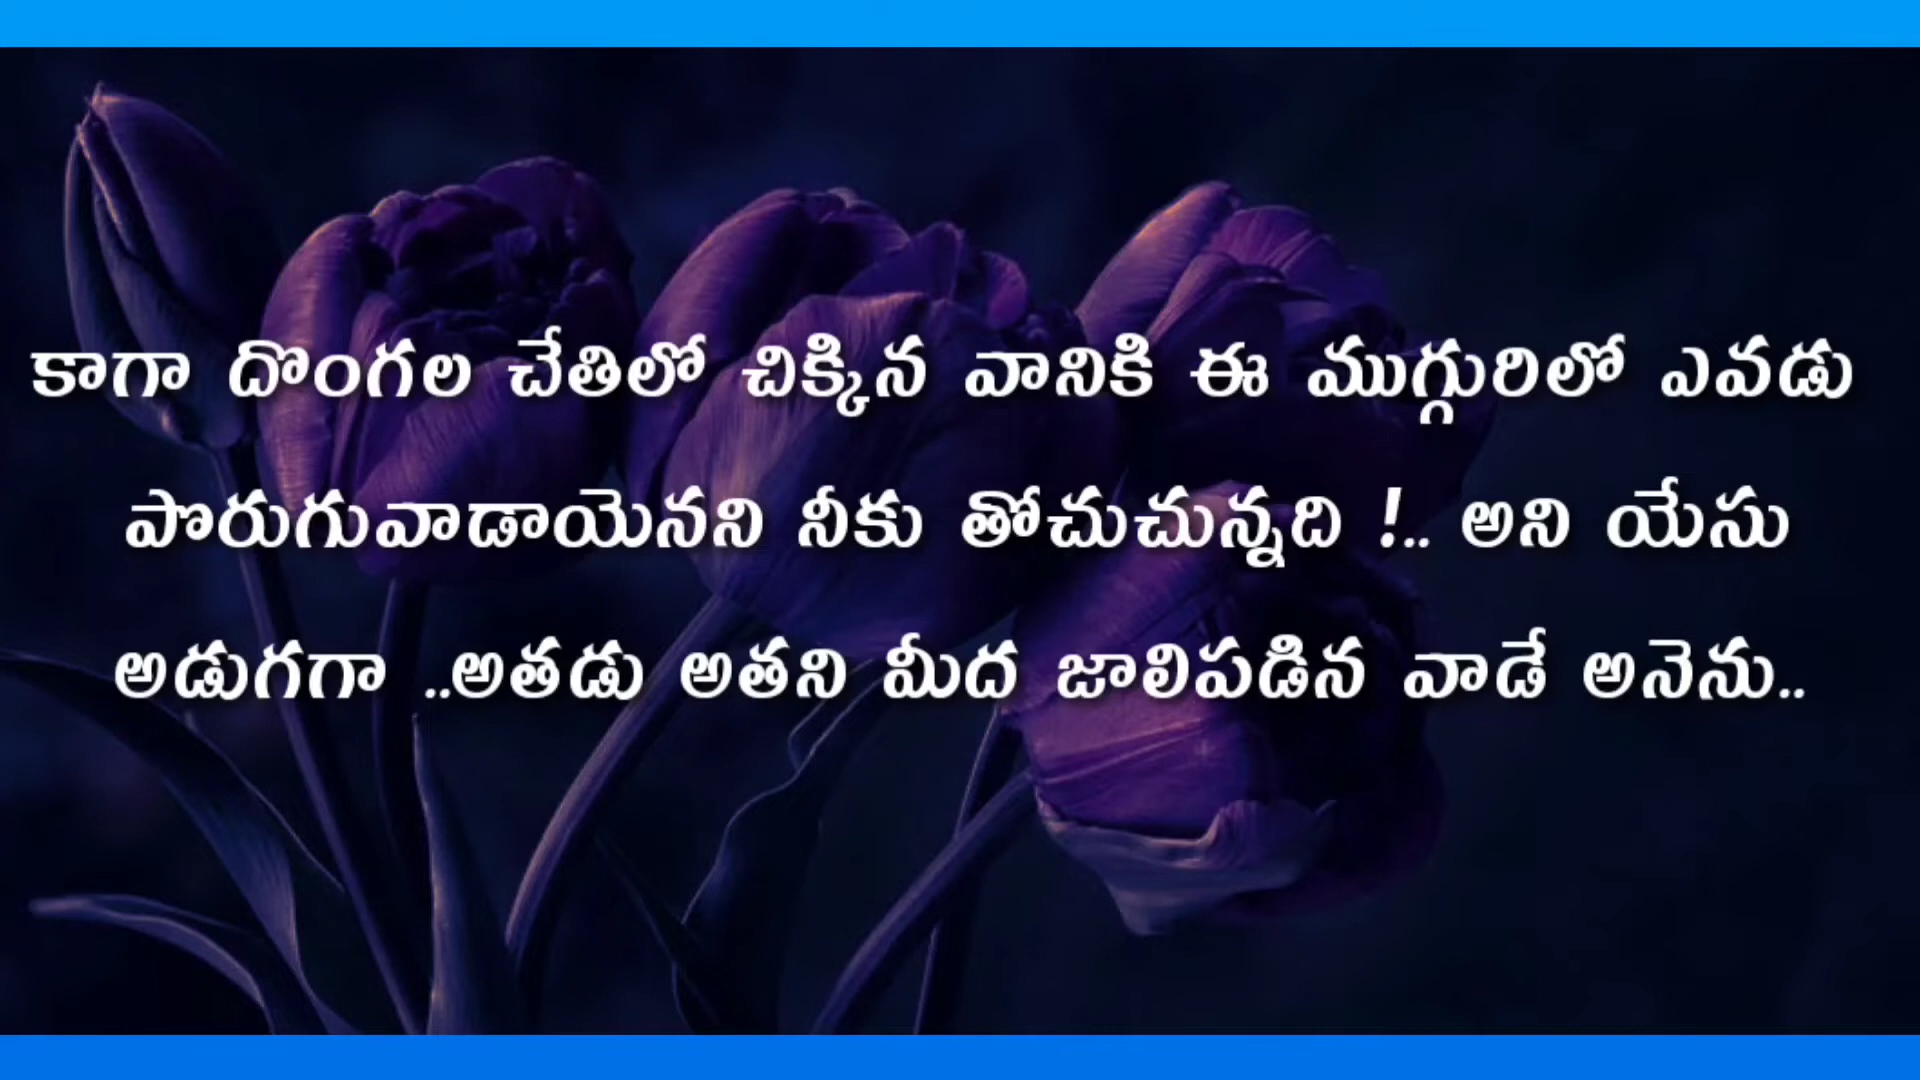 కాగా దొంగల చేతిలో చిక్కిన వానికి ఈ ముగ్గురిలో ఎవడు
పొరుగువాడాయెనని నీకు తోచుచున్నది !.. అని యేసు
అడుగగా ..అతడు అతని మీద జాలిపడిన వాడే అనెను..